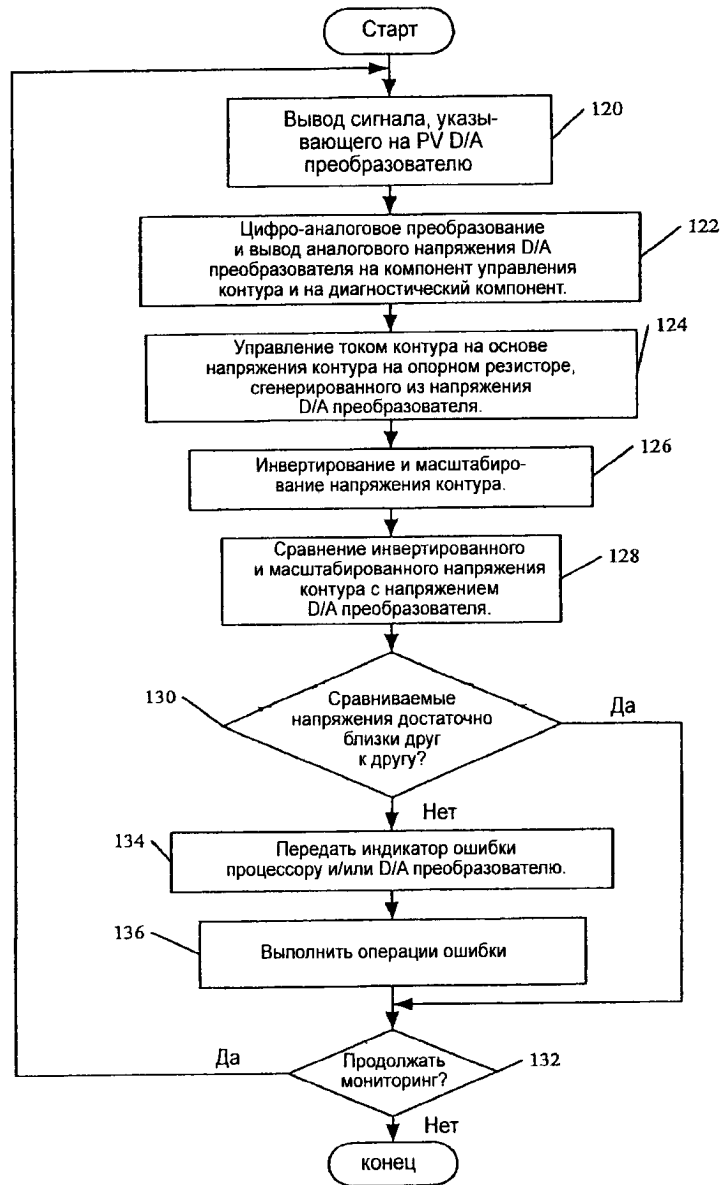 Старт
Вывод сигнала, указы-
вающего на PV D/A
преобразователю
120
Цифро-аналоговое преобразование
и вывод аналогового напряжения D/A
преобразователя на компонент управления
контура и на диагностический компонент.
122
Управление током контура на основе
напряжения контура на опорном резисторе,
сгенерированного из напряжения
D/A преобразователя.
124
Инвертирование и масштабиро-
вание напряжения контура.
126
Сравнение инвертированного
и масштабированного напряжения
контура с напряжением
D/A преобразователя.
128
130
Сравниваемые
напряжения достаточно
близки друг
к другу?
Да
Нет
134
Передать индикатор ошибки
процессору и/или D/A преобразователю.
136
Выполнить операции ошибки
Да
Продолжать
мониторинг?
132
Нет
конец